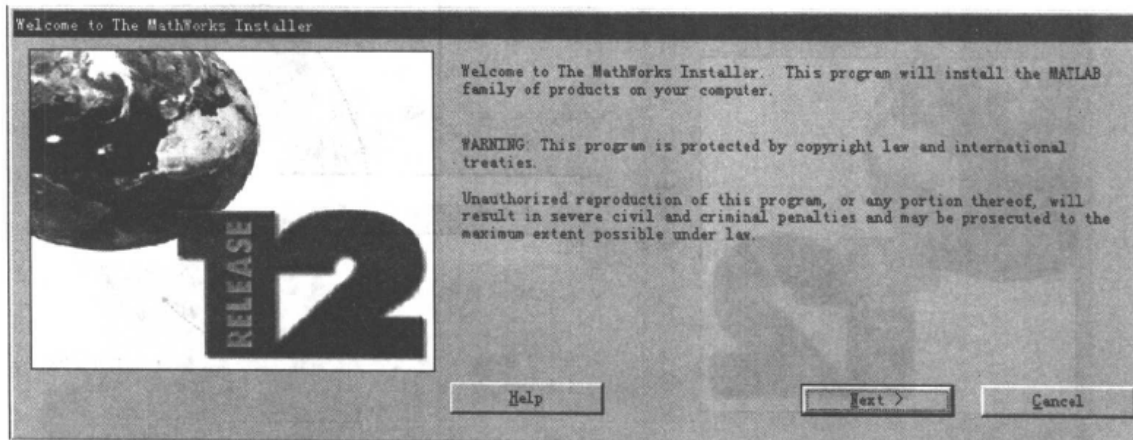 Welcome to The MathWorks Installer
Welcome to The MathWorks Installer. This program will install the MATLAB
family of products on your computer.
WARNING: This program is protected by copyright law and international
treaties.
Unauthorized reproduction of this program, or any portion thereof, will
result in severe civil and criminal penalties and may be prosecuted to the
maximum extent possible under law.
RELEASE
12
Help
Next >
Cancel